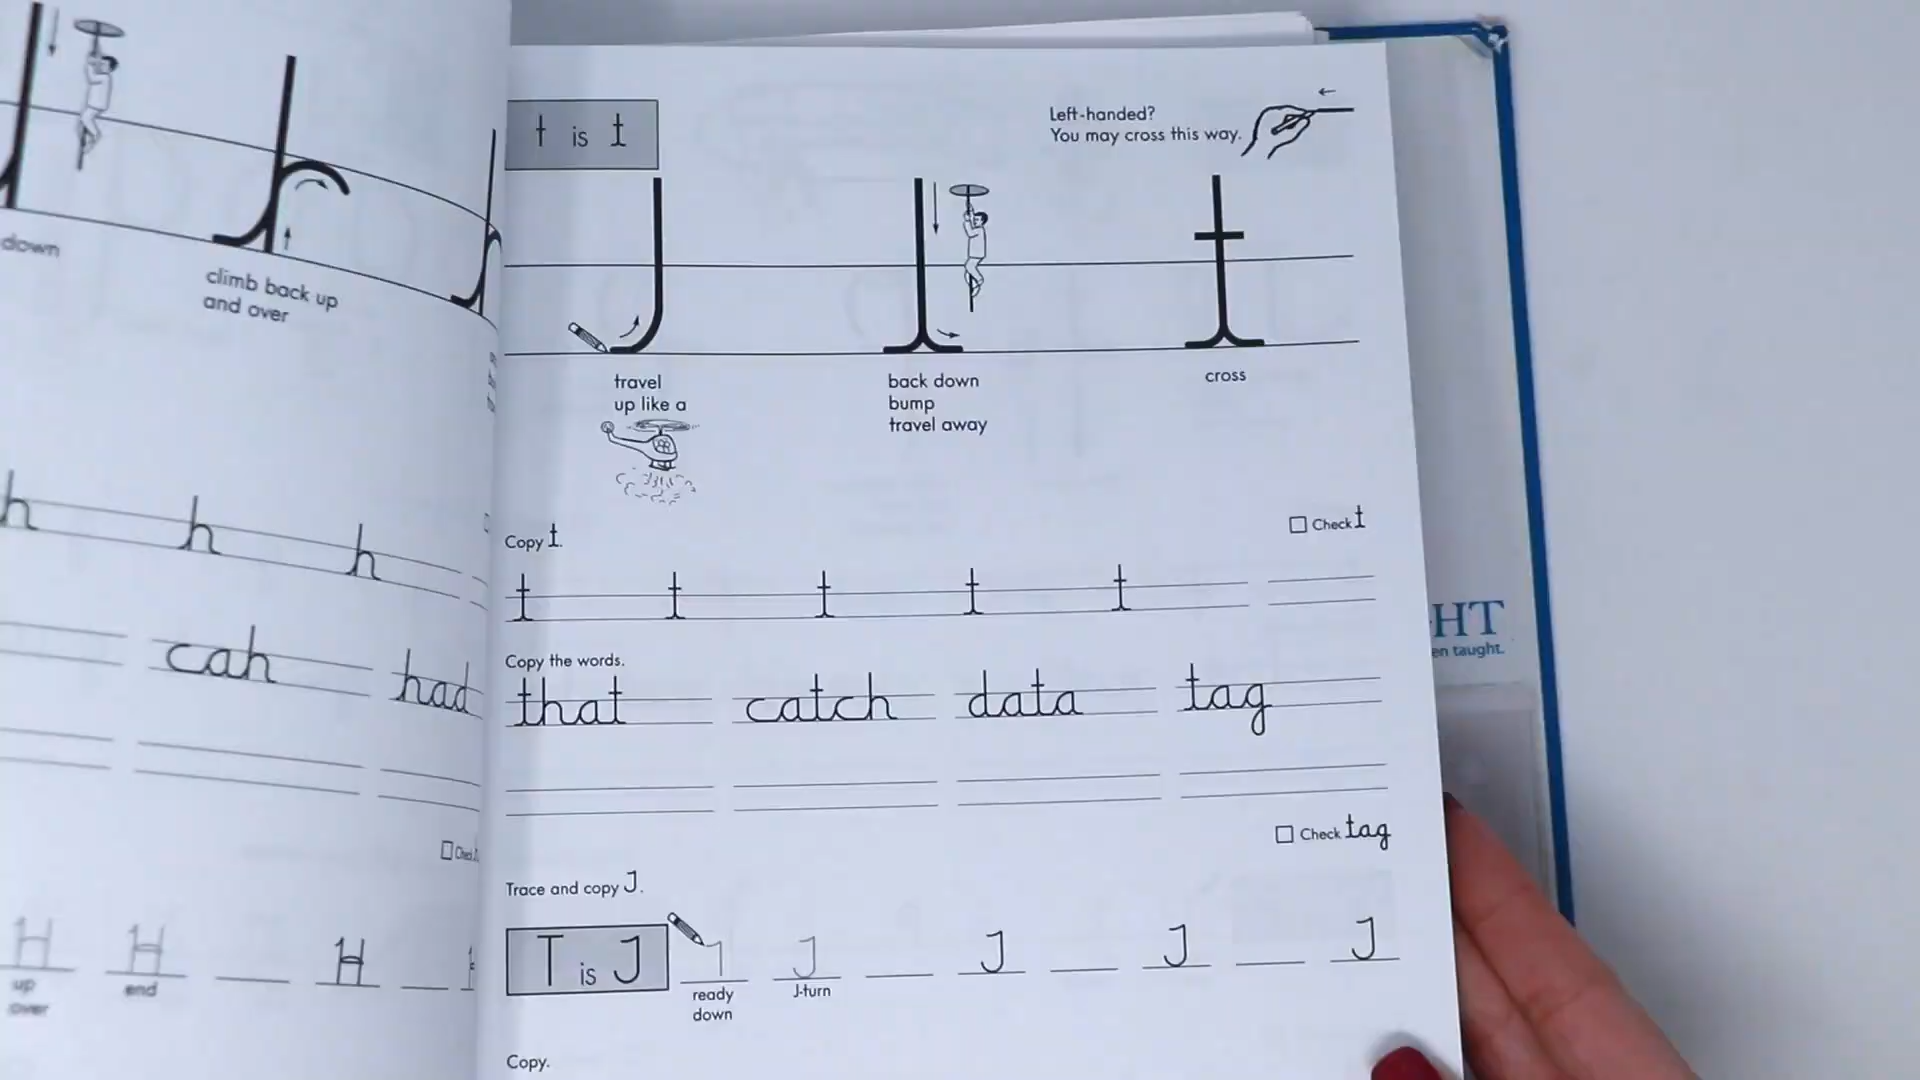 down
climb back up
and over
h h h
cah had
H H H
up
over
end
t is t
Left-handed?
You may cross this way.
travel
up like a
back down
bump
travel away
cross
Copy t.
Check t
t t t t t
Copy the words.
that catch data tag
Check tag
Trace and copy J.
T is J
J J J J
ready
down
J-turn
Copy.
HT
en taught.